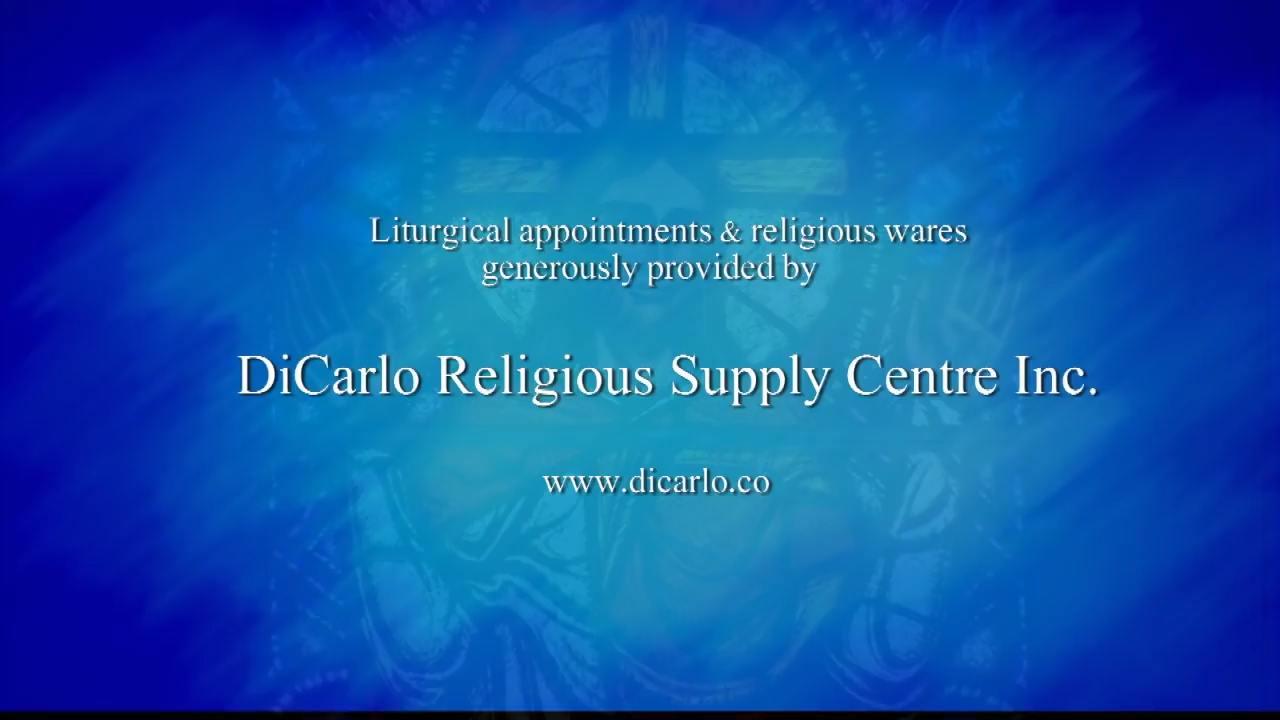 Liturgical appointments & religious wares
generously provided by
DiCarlo Religious Supply Centre Inc.
www.dicarlo.co